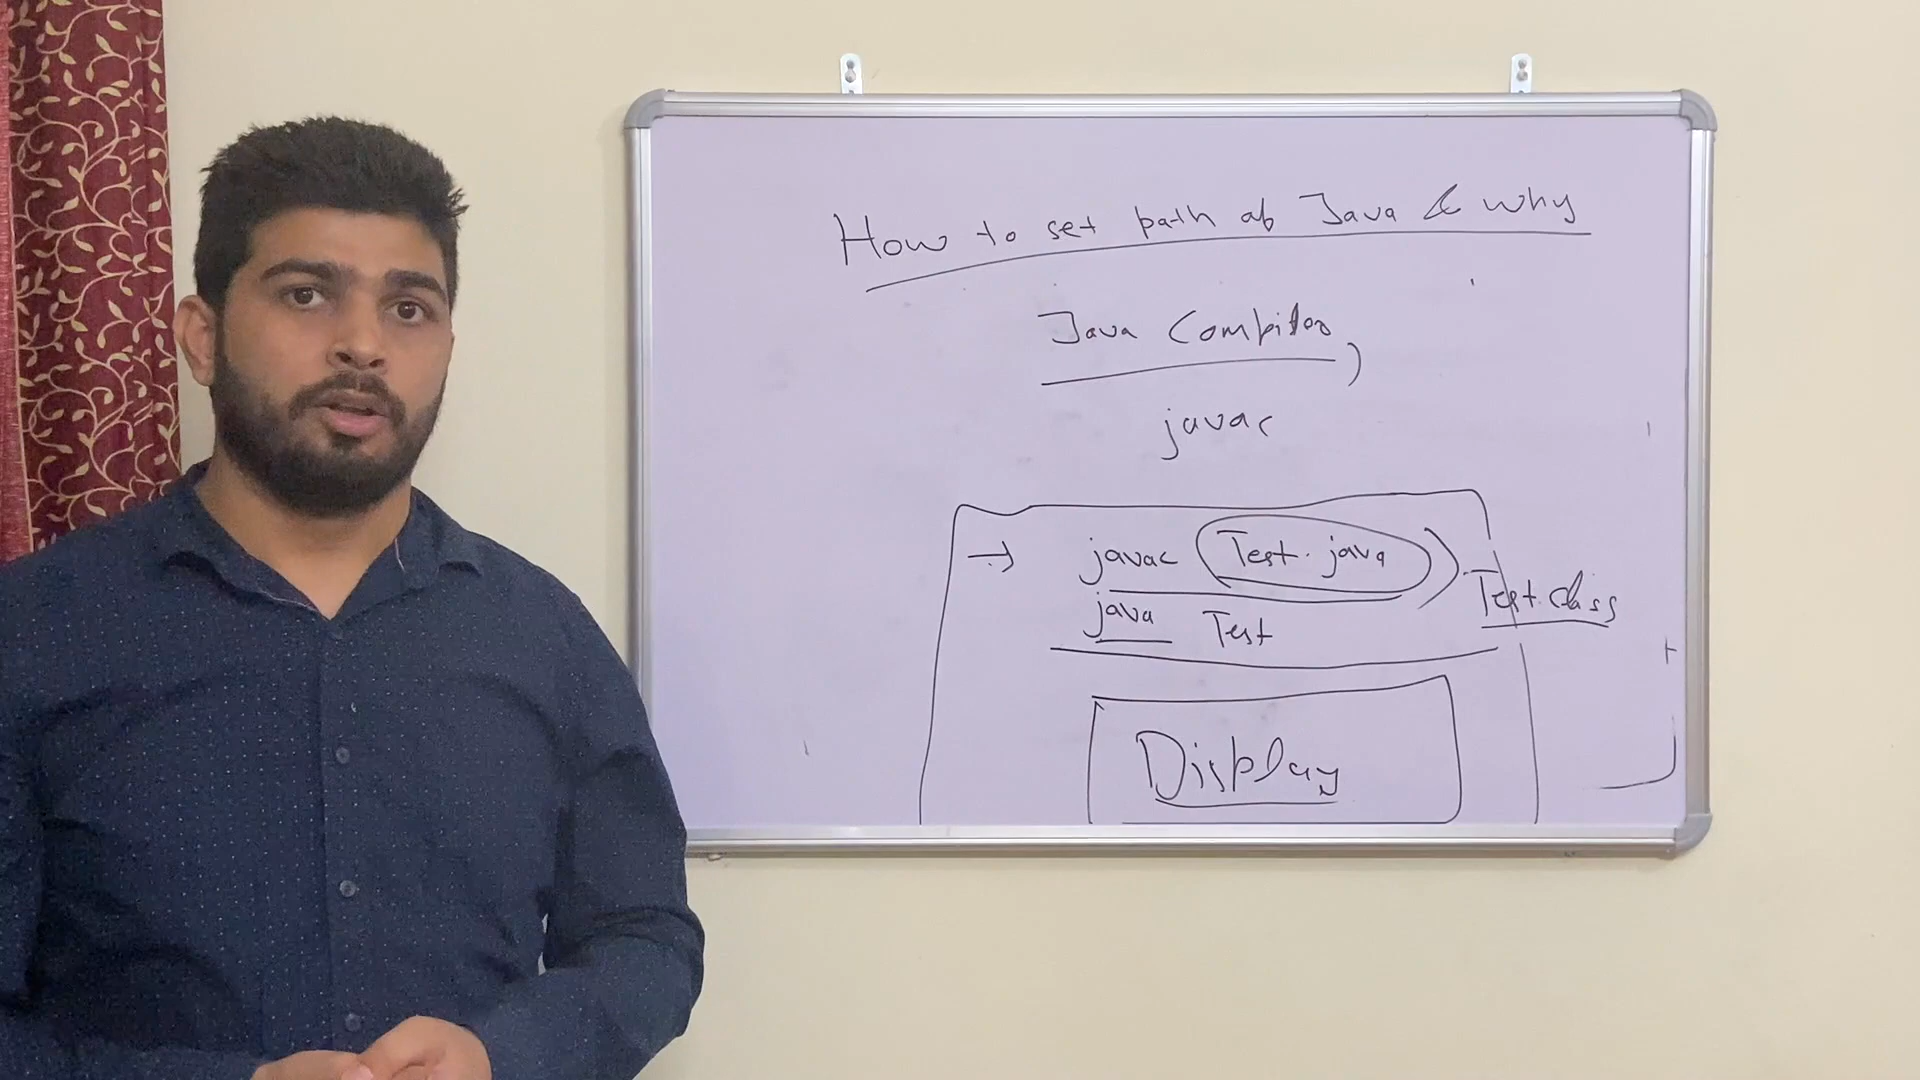 How to set path of Java & why
Java Compiler,
javac
→ javac Test.java
Test.class
java Test
Display